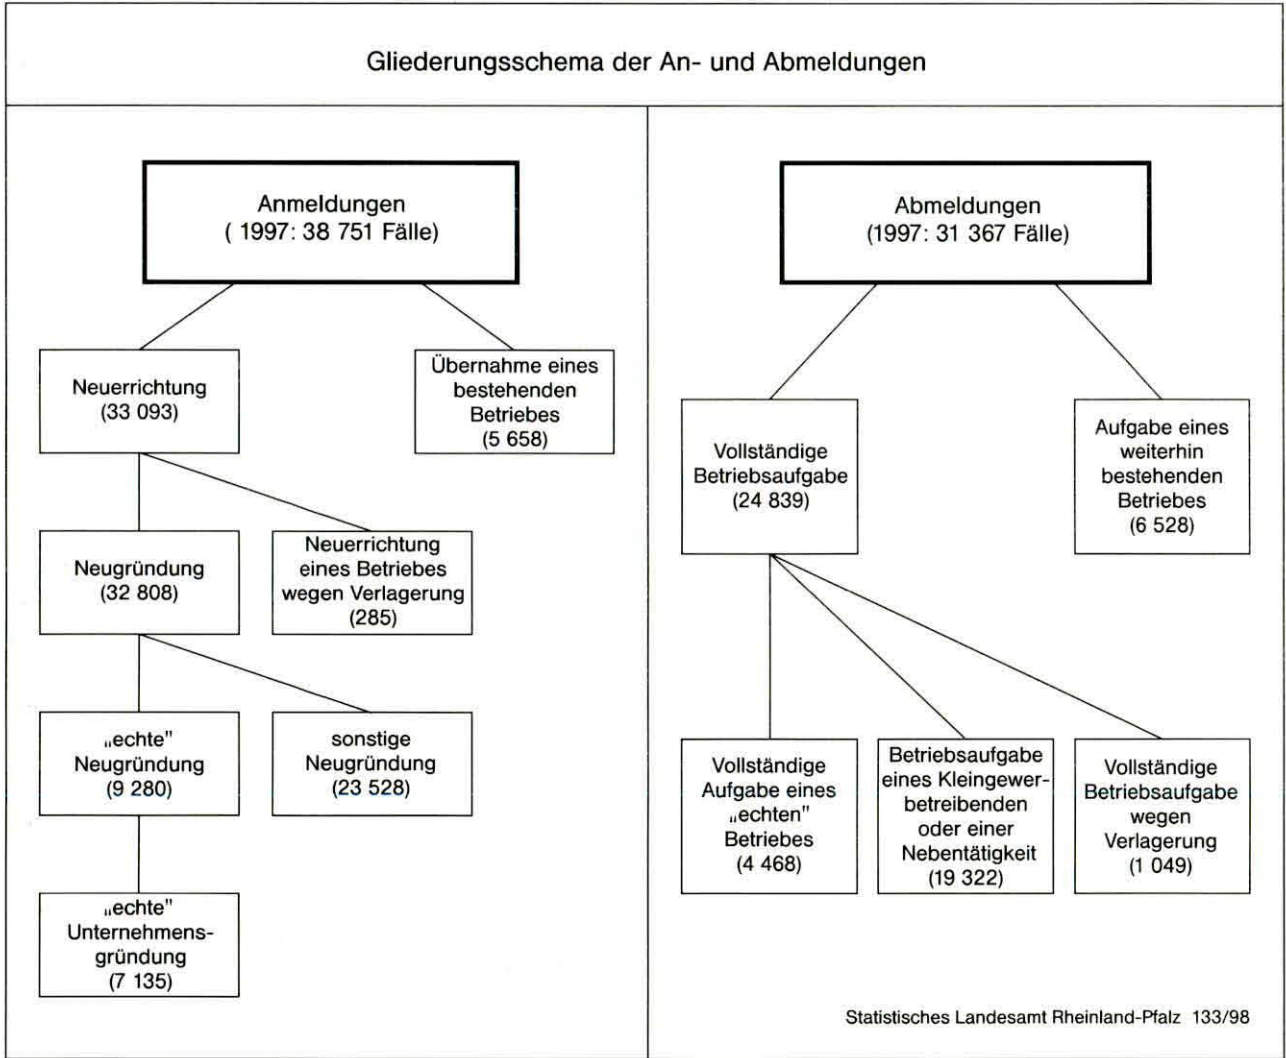 Gliederungsschema der An- und Abmeldungen
Anmeldungen
( 1997: 38 751 Fälle)
Neuerrichtung
(33 093)
Übernahme eines
bestehenden
Betriebes
(5 658)
Neugründung
(32 808)
Neuerrichtung
eines Betriebes
wegen Verlagerung
(285)
„echte"
Neugründung
(9 280)
sonstige
Neugründung
(23 528)
„echte"
Unternehmens-
gründung
(7 135)
Abmeldungen
(1997: 31 367 Fälle)
Vollständige
Betriebsaufgabe
(24 839)
Aufgabe eines
weiterhin
bestehenden
Betriebes
(6 528)
Vollständige
Aufgabe eines
„echten"
Betriebes
(4 468)
Betriebsaufgabe
eines Kleingewer-
betreibenden
oder einer
Nebentätigkeit
(19 322)
Vollständige
Betriebsaufgabe
wegen
Verlagerung
(1 049)
Statistisches Landesamt Rheinland-Pfalz 133/98